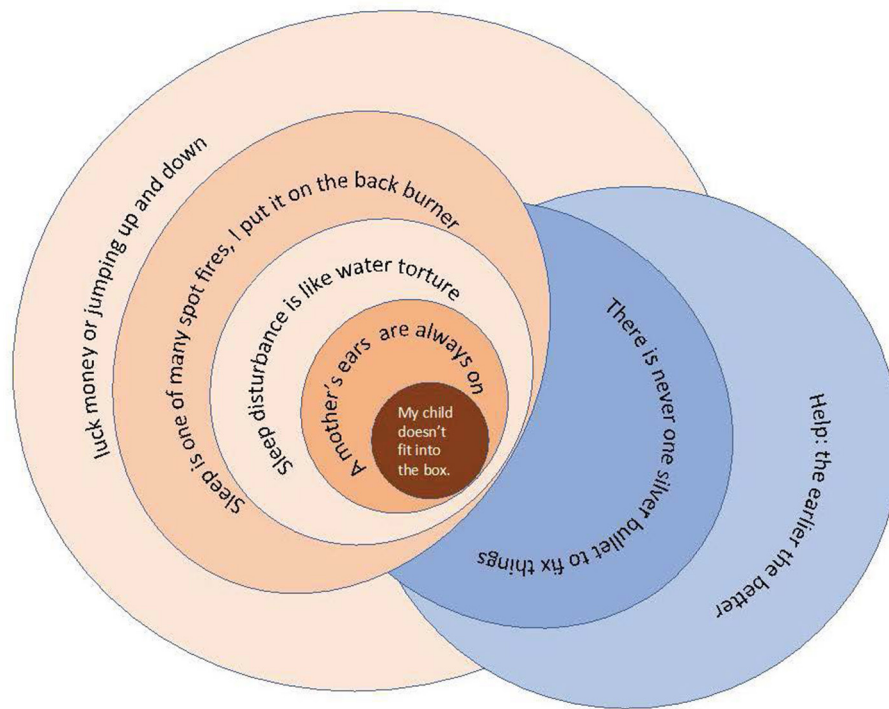 luck money or jumping up and down
Sleep is one of many spot fires, I put it on the back burner
Sleep disturbance is like water torture
A mother's ears are always on
My child
doesn't
fit into
the box.
There is never one silver bullet to fix things
Help: the earlier the better